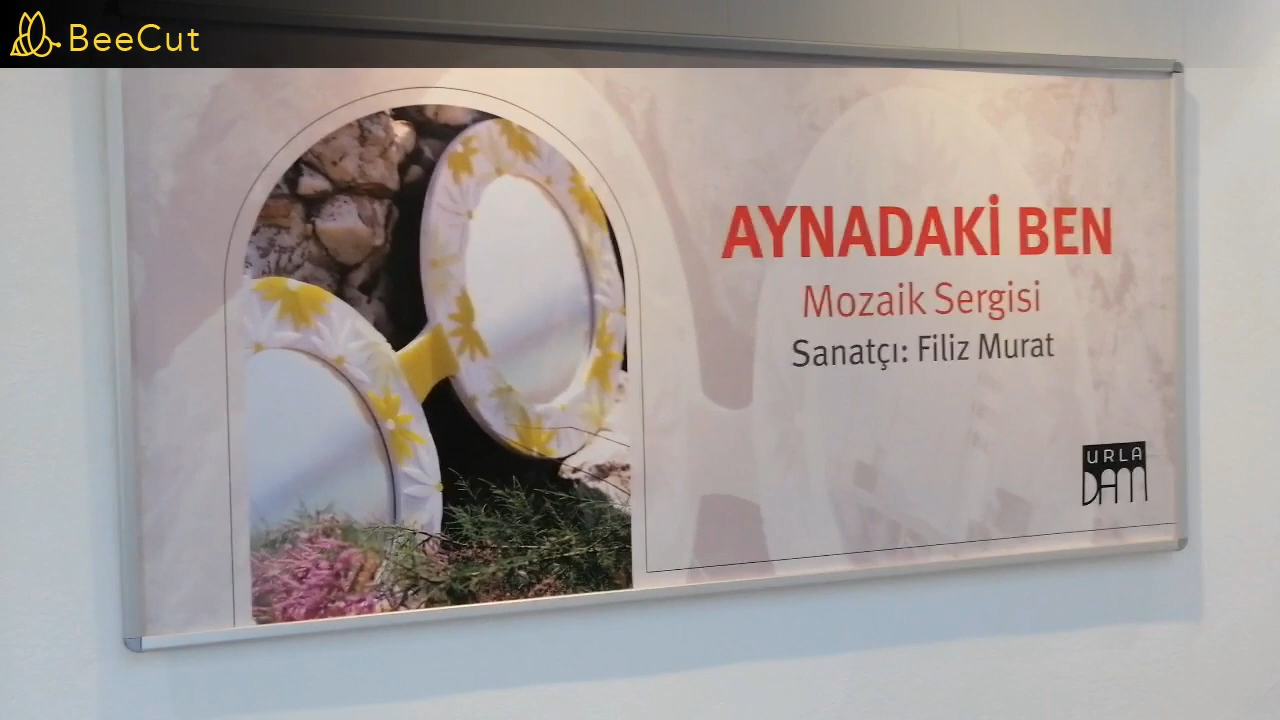 BeeCut
AYNADAKİ BEN
Mozaik Sergisi
Sanatçı: Filiz Murat
URLA
DAM